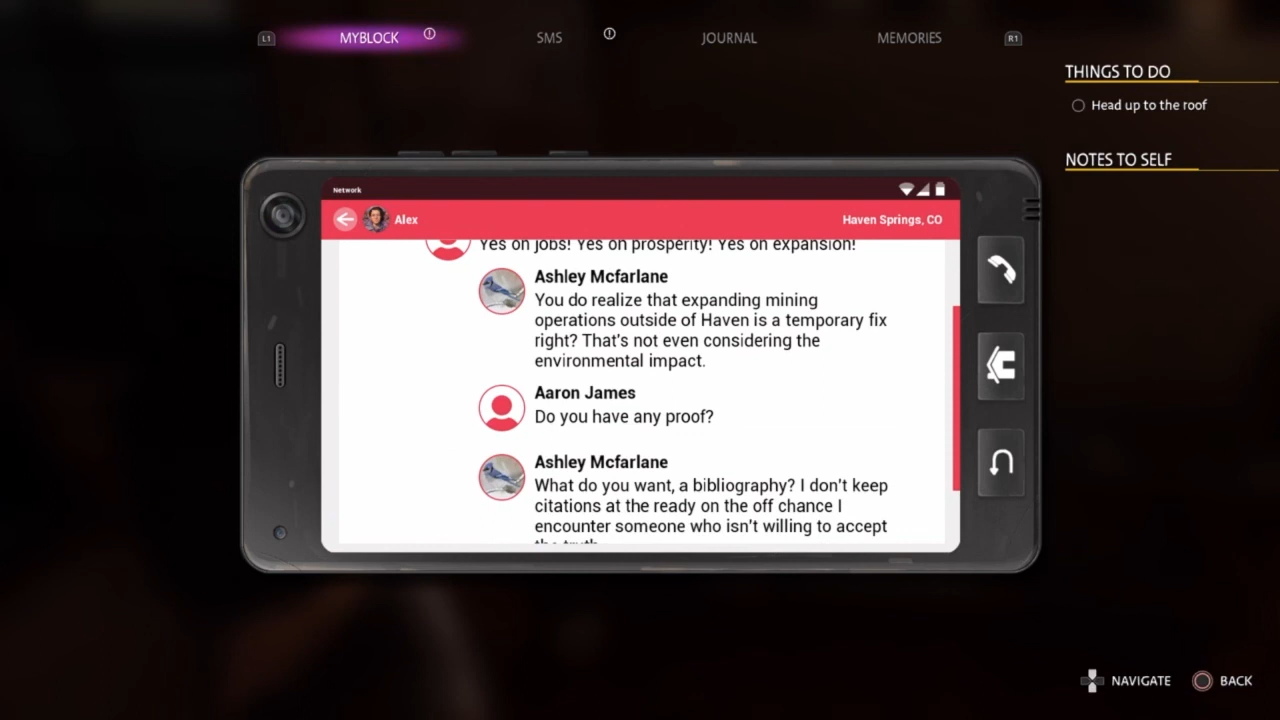 L1
MYBLOCK
SMS
JOURNAL
MEMORIES
R1
THINGS TO DO
Head up to the roof
NOTES TO SELF
Network
Alex
Haven Springs, CO
Yes on jobs! Yes on prosperity! Yes on expansion!
Ashley Mcfarlane
You do realize that expanding mining
operations outside of Haven is a temporary fix
right? That's not even considering the
environmental impact.
Aaron James
Do you have any proof?
Ashley Mcfarlane
What do you want, a bibliography? I don't keep
citations at the ready on the off chance I
encounter someone who isn't willing to accept
the truth
NAVIGATE
BACK